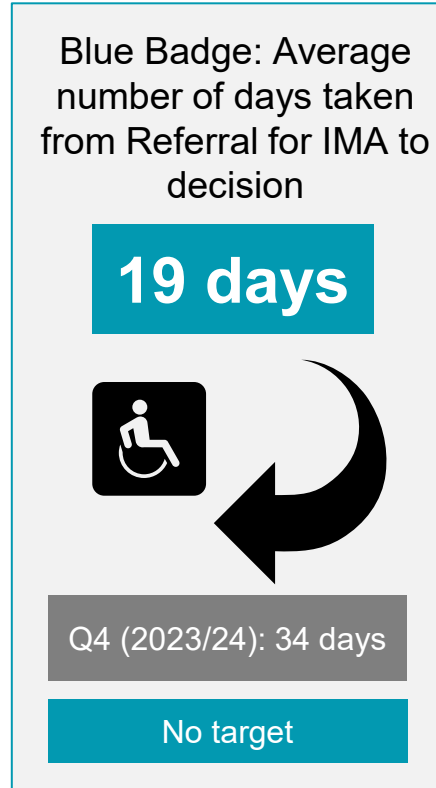 Blue Badge: Average
number of days taken
from Referral for IMA to
decision
19 days
Q4 (2023/24): 34 days
No target